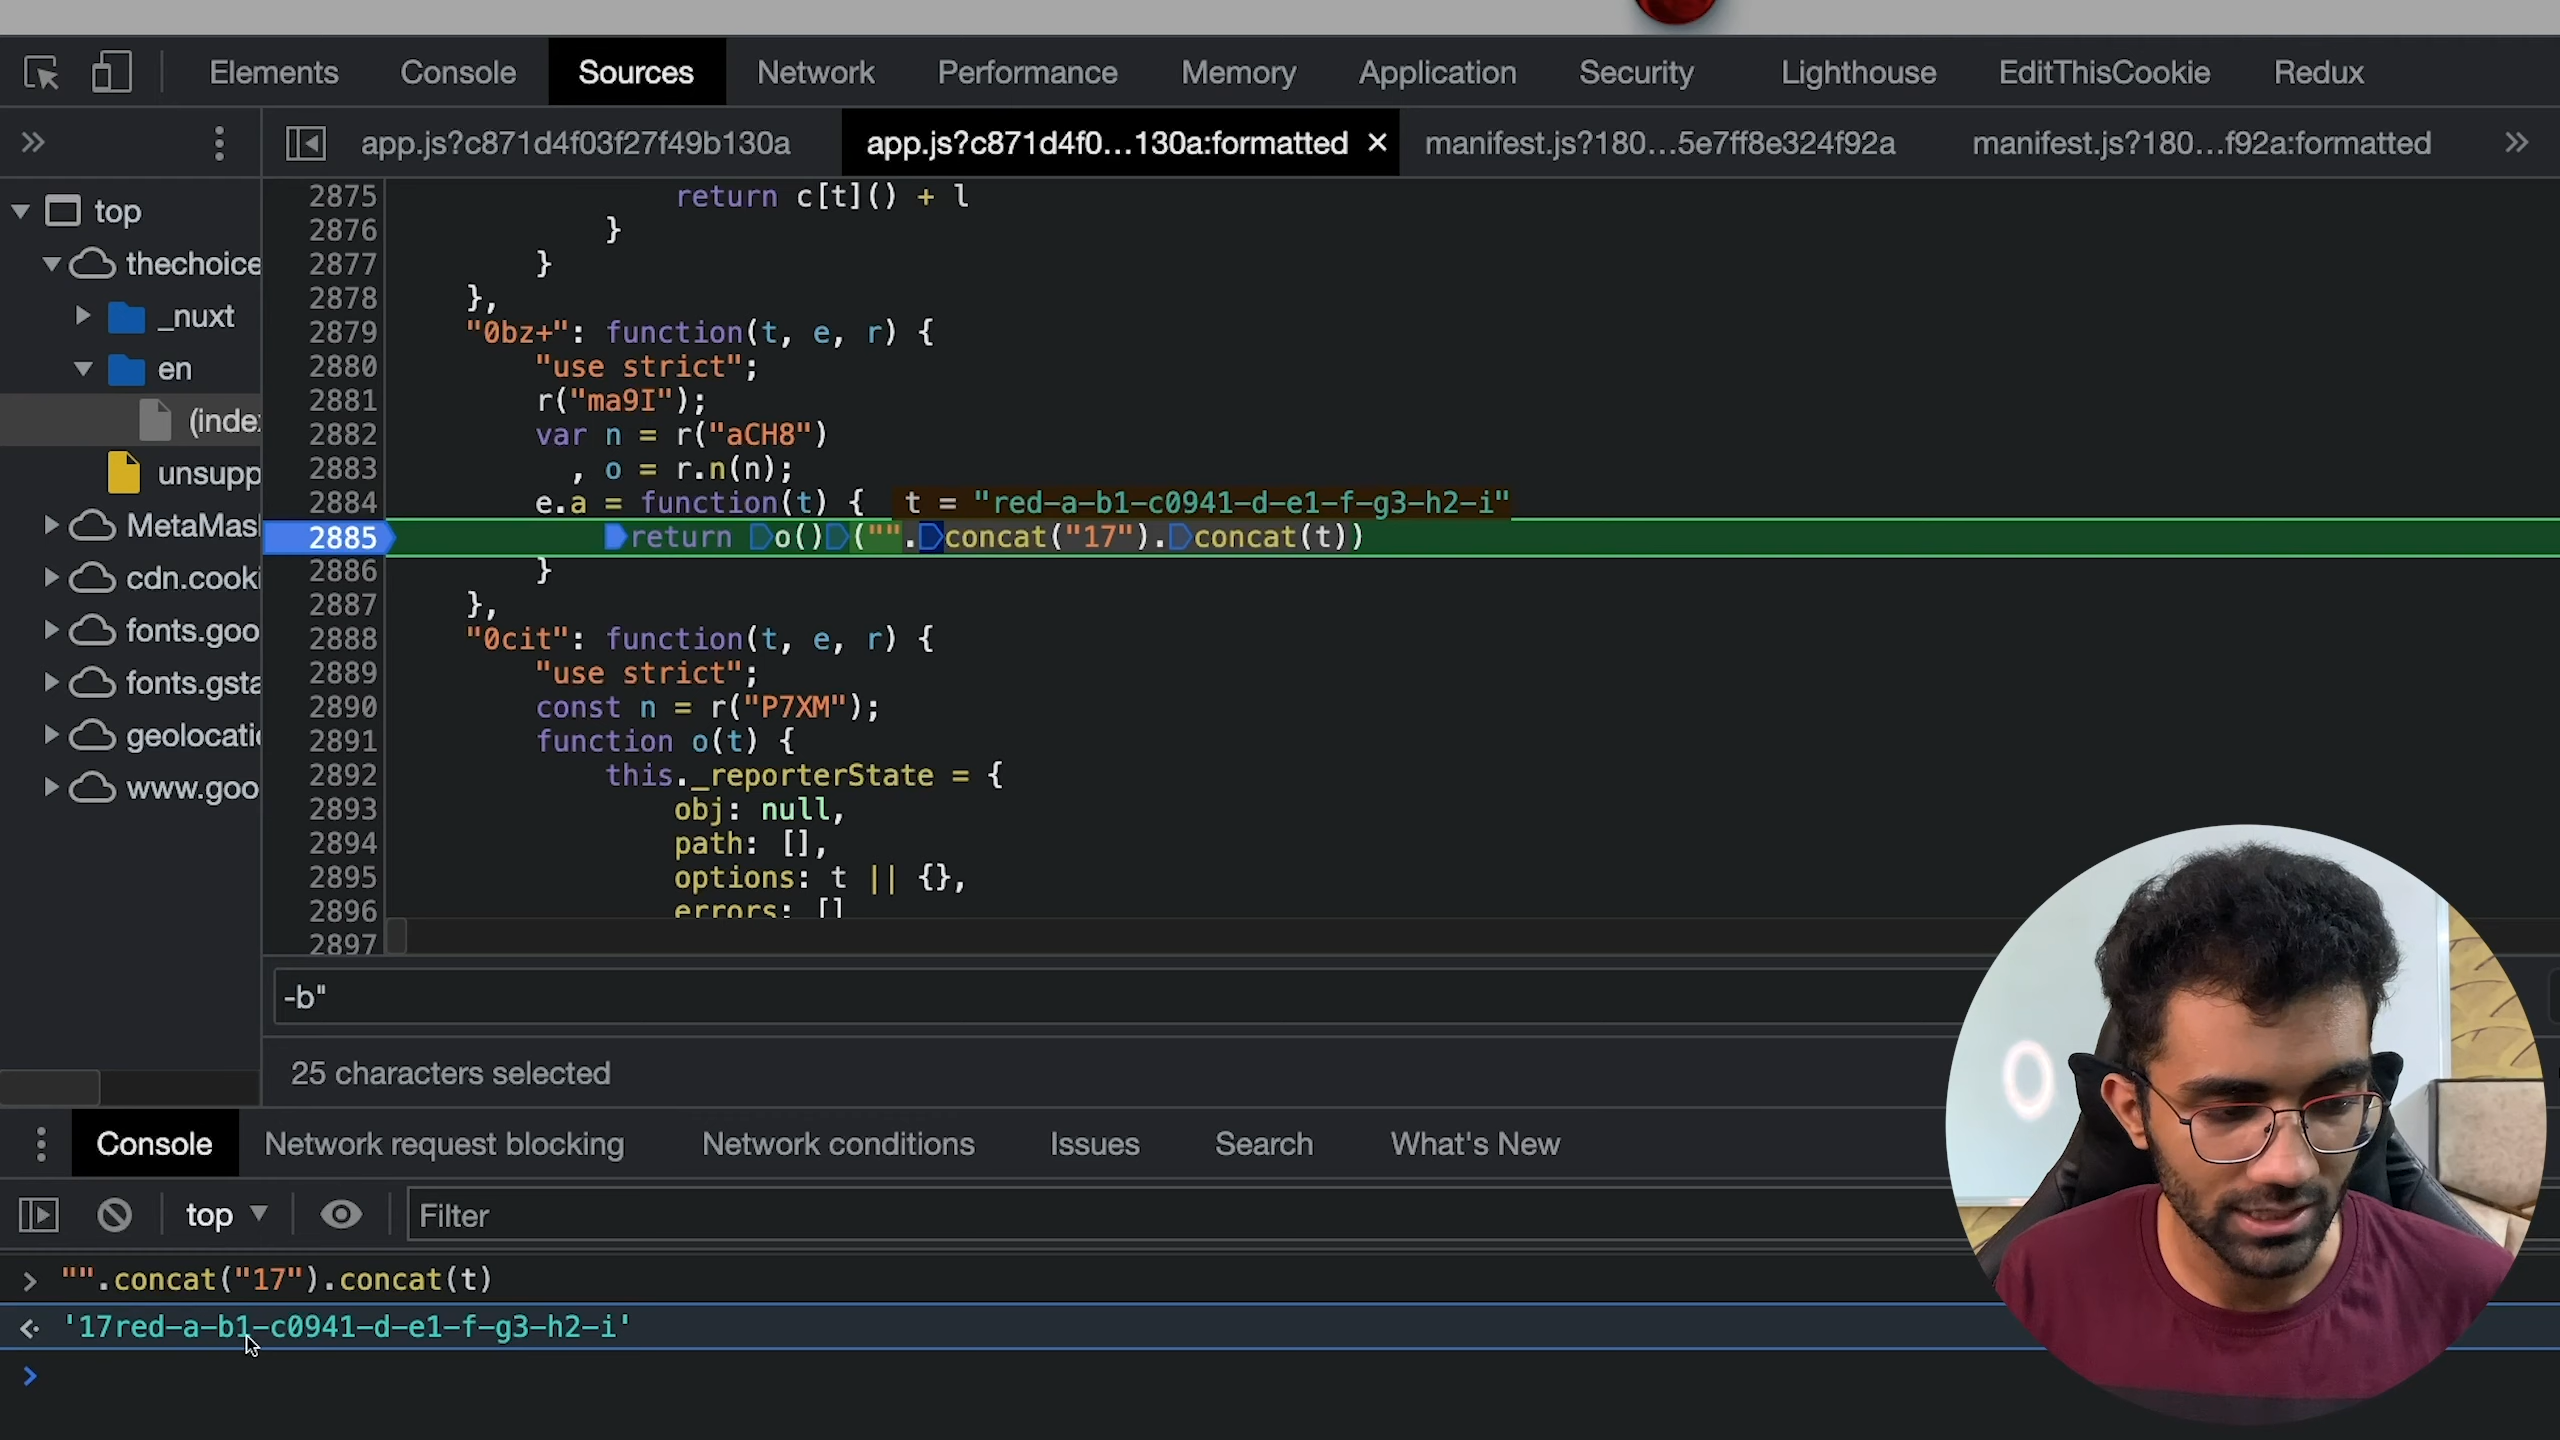 Elements Console Sources Network Performance Memory Application Security Lighthouse EditThisCookie Redux
app.js?c871d4f03f27f49b130a app.js?c871d4f0…130a:formatted × manifest.js?180…5e7ff8e324f92a manifest.js?180…f92a:formatted
top
thechoice
_nuxt
en
(inde
unsupp
MetaMas
cdn.cooki
fonts.goo
fonts.gsta
geolocati
www.goo
2875 return c[t]() + l
2876 }
2877 }
2878 },
2879 "0bz+": function(t, e, r) {
2880 "use strict";
2881 r("ma9I");
2882 var n = r("aCH8")
2883 , o = r.n(n);
2884 e.a = function(t) { t = "red-a-b1-c0941-d-e1-f-g3-h2-i"
2885 return o()("".concat("17").concat(t))
2886 }
2887 },
2888 "0cit": function(t, e, r) {
2889 "use strict";
2890 const n = r("P7XM");
2891 function o(t) {
2892 this._reporterState = {
2893 obj: null,
2894 path: [],
2895 options: t || {},
2896 errors: []
2897
-b"
25 characters selected
Console Network request blocking Network conditions Issues Search What's New
top Filter
> "".concat("17").concat(t)
'17red-a-b1-c0941-d-e1-f-g3-h2-i'
>